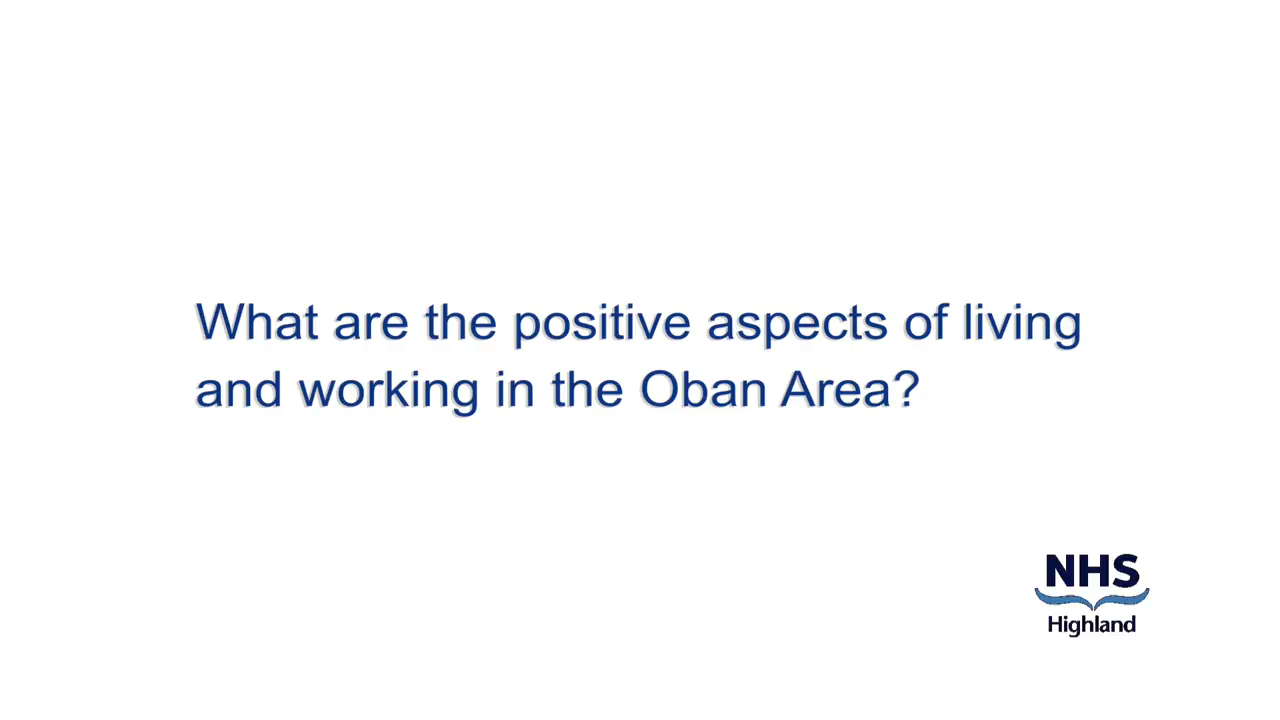 What are the positive aspects of living
and working in the Oban Area?
NHS
Highland